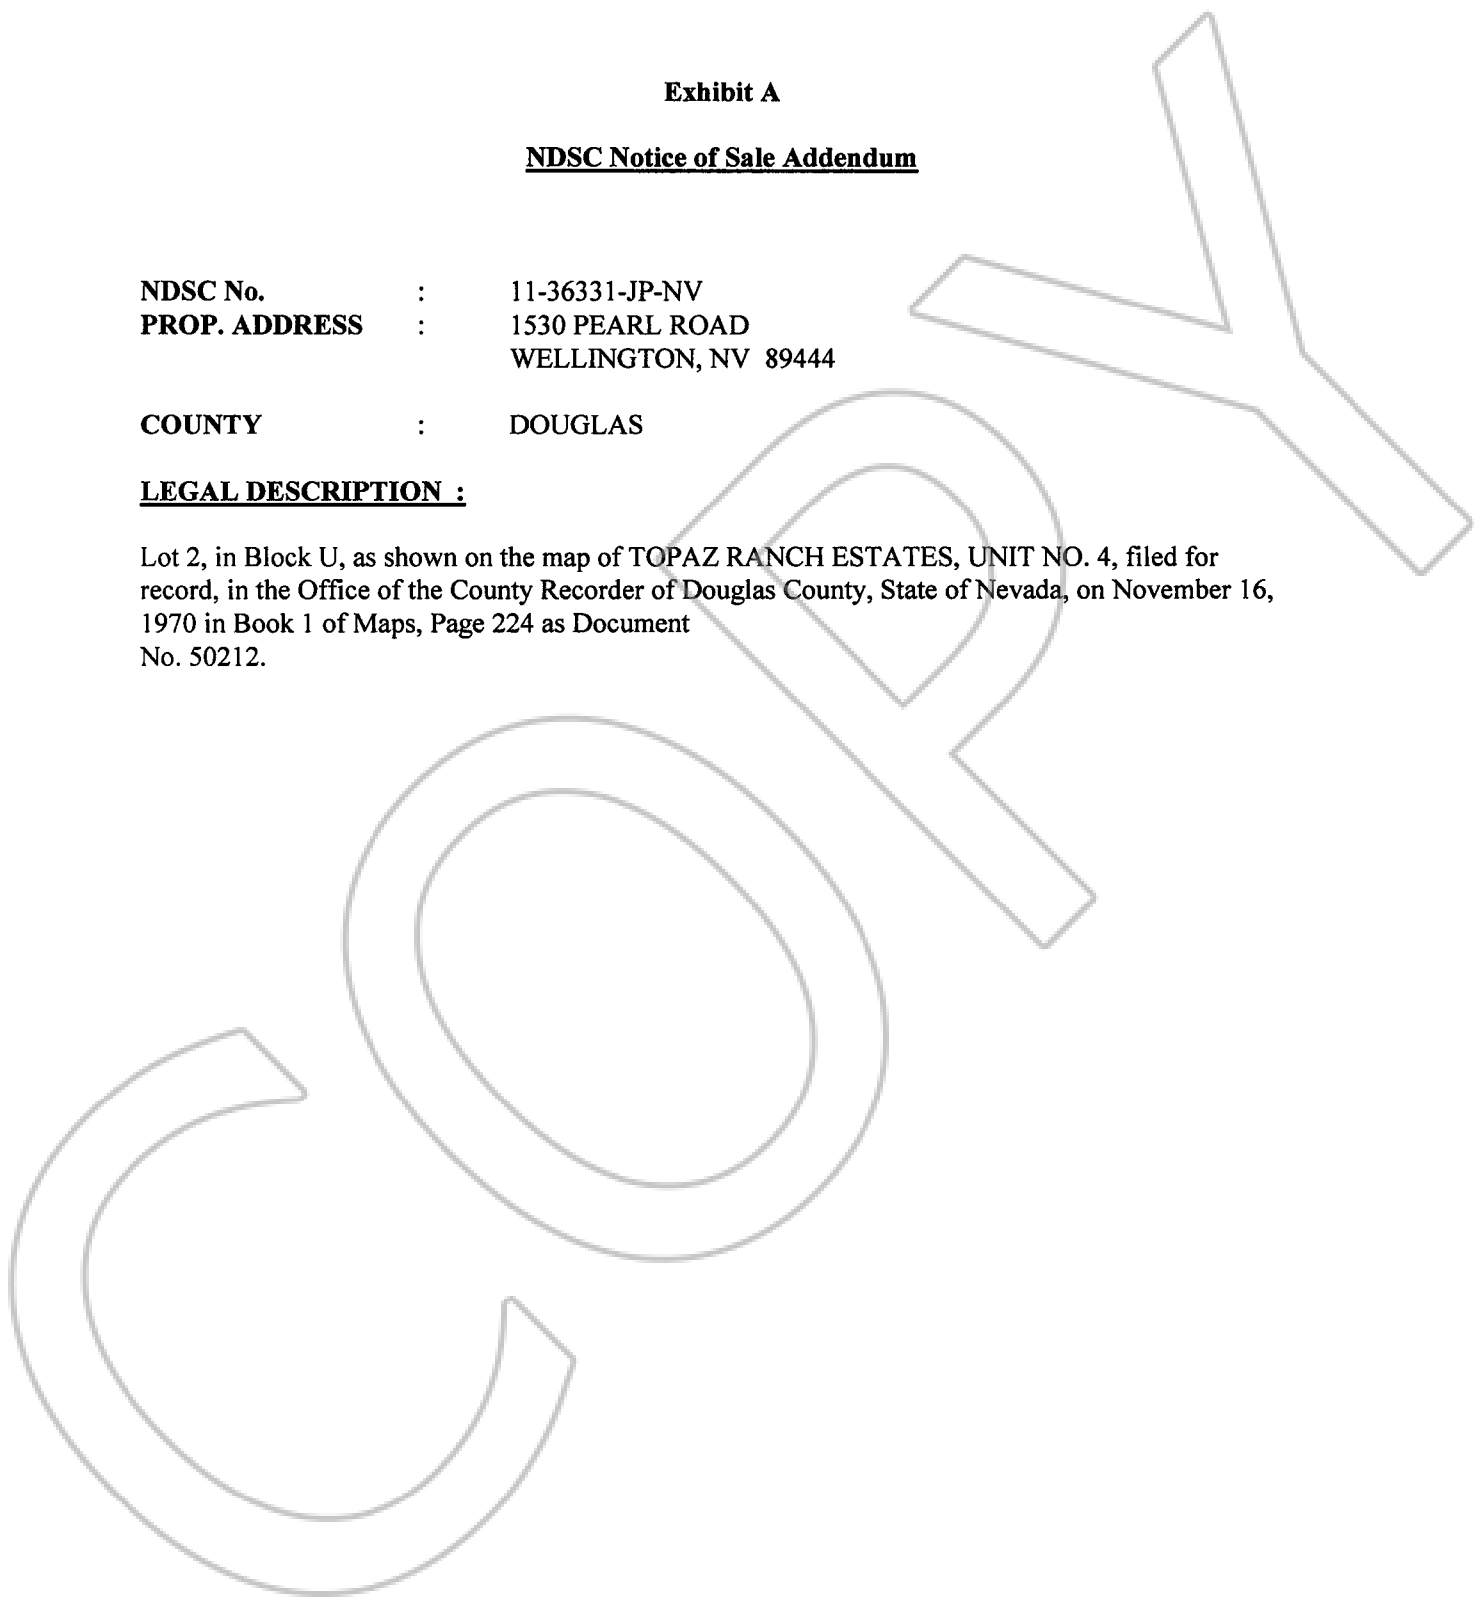 Exhibit A
NDSC Notice of Sale Addendum
NDSC No. : 11-36331-JP-NV
PROP. ADDRESS : 1530 PEARL ROAD
WELLINGTON, NV 89444
COUNTY : DOUGLAS
LEGAL DESCRIPTION :
Lot 2, in Block U, as shown on the map of TOPAZ RANCH ESTATES, UNIT NO. 4, filed for
record, in the Office of the County Recorder of Douglas County, State of Nevada, on November 16,
1970 in Book 1 of Maps, Page 224 as Document
No. 50212.
COPY